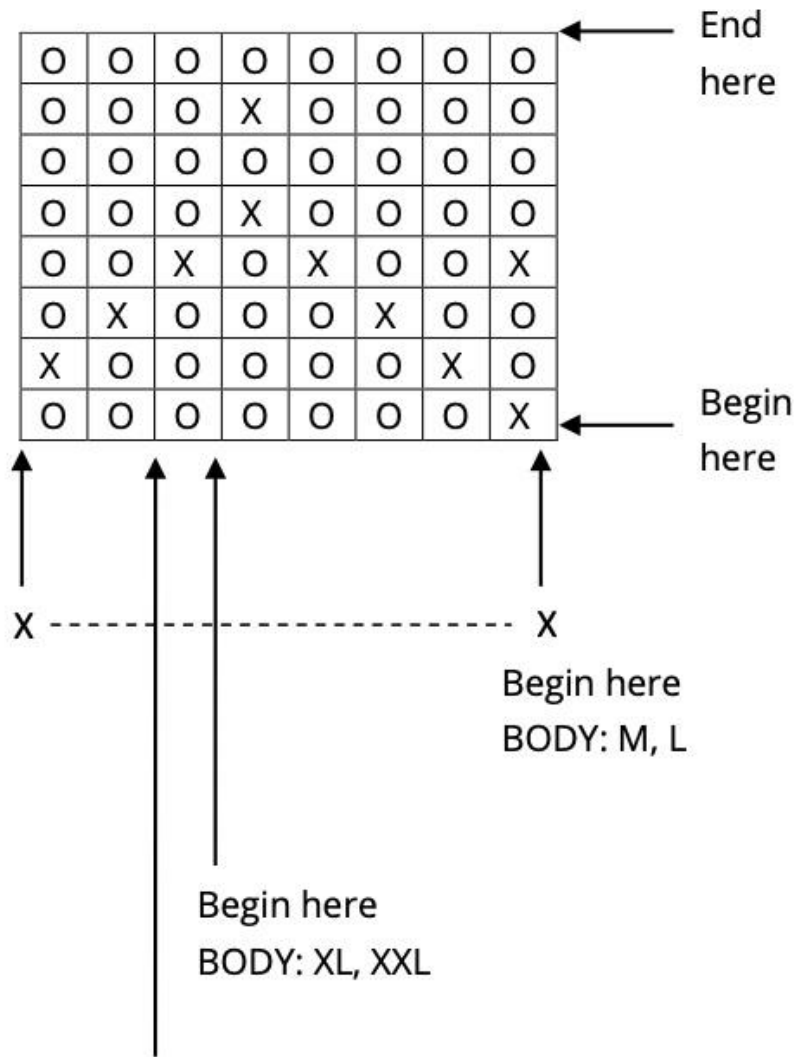 End
here
O O O O O O O O
O O O X O O O O
O O O O O O O O
O O O X O O O O
O O X O X O O X
O X O O O X O O
X O O O O O X O
O O O O O O O X
Begin
here
X X
Begin here
BODY: M, L
Begin here
BODY: XL, XXL